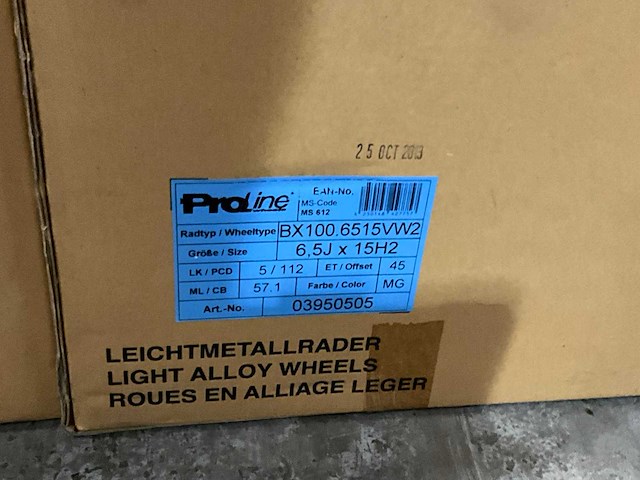 25 OCT 2013
ProLine EAN-No.
MS-Code
MS 612
Radtyp / Wheeltype BX100.6515VW2
Größe / Size 6,5J x 15H2
LK / PCD 5 / 112 ET / Offset 45
ML / CB 57.1 Farbe / Color MG
Art.-No. 03950505
LEICHTMETALLRADER
LIGHT ALLOY WHEELS
ROUES EN ALLIAGE LEGER